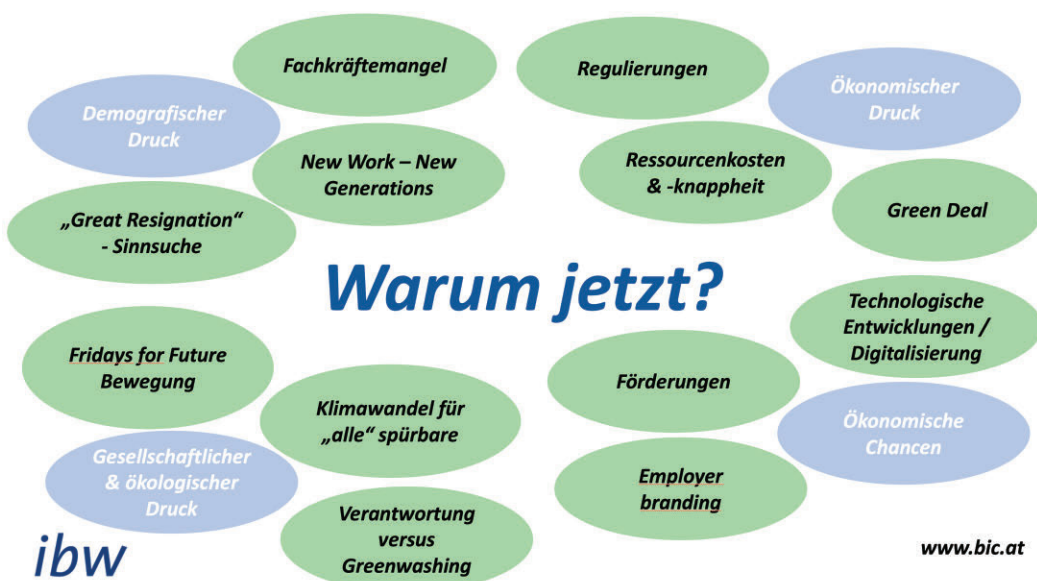 Fachkräftemangel
Demografischer
Druck
New Work – New
Generations
„Great Resignation“
- Sinnsuche
Regulierungen
Ökonomischer
Druck
Ressourcenkosten
& -knappheit
Green Deal
Warum jetzt?
Fridays for Future
Bewegung
Klimawandel für
„alle“ spürbare
Gesellschaftlicher
& ökologischer
Druck
Verantwortung
versus
Greenwashing
Technologische
Entwicklungen /
Digitalisierung
Förderungen
Ökonomische
Chancen
Employer
branding
ibw
www.bic.at